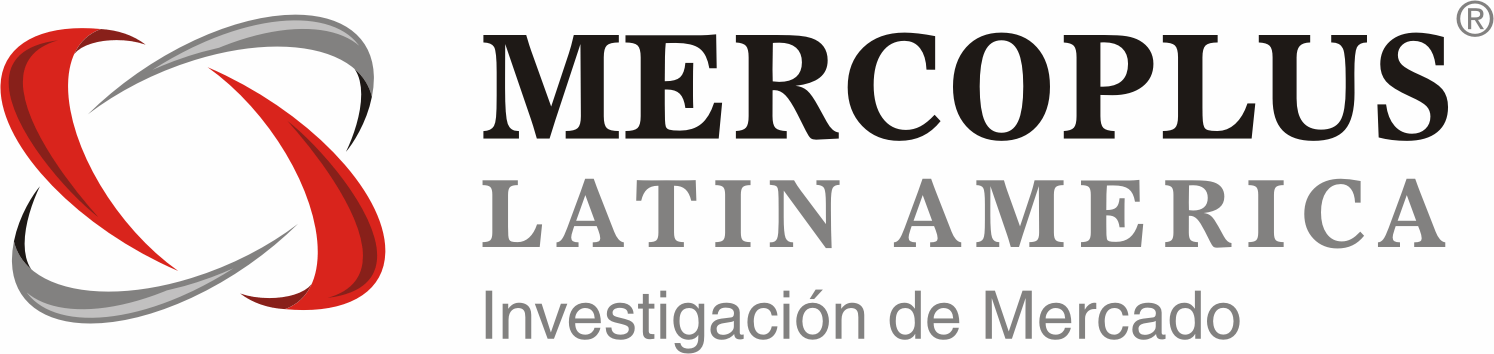 MERCOPLUS®
LATIN AMERICA
Investigación de Mercado